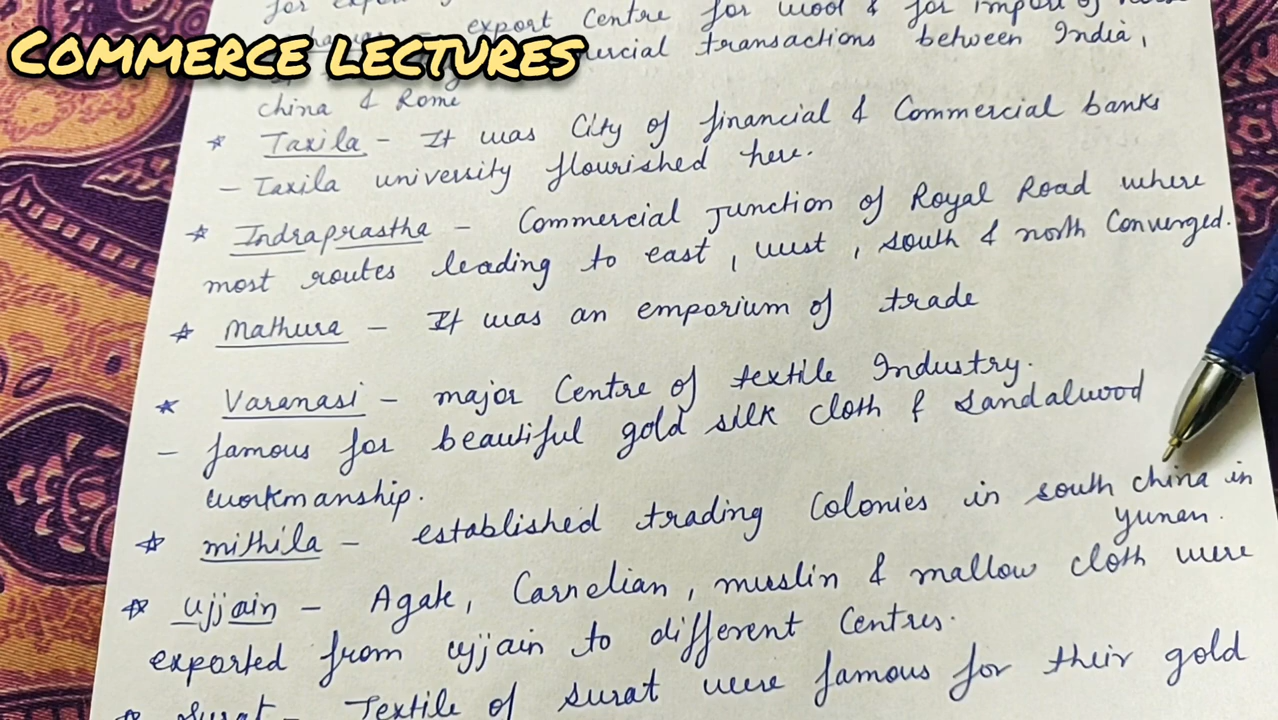 COMMERCE LECTURES
export Centre for wool & for import of
transactions between India,
china & Rome
* Taxila - It was City of financial & Commercial banks
- Taxila university flourished here.
* Indraprastha - Commercial Junction of Royal Road where
most routes leading to east, west, south & north Converged.
* Mathura - It was an emporium of trade
* Varanasi - major Centre of textile Industry.
- famous for beautiful gold silk cloth & Sandalwood
workmanship.
* mithila - established trading Colonies in south china in
yunan.
* Ujjain - Agate, Carnelian, muslin & mallow cloth were
exported from ujjain to different Centres.
* Surat - Textile of surat were famous for their gold